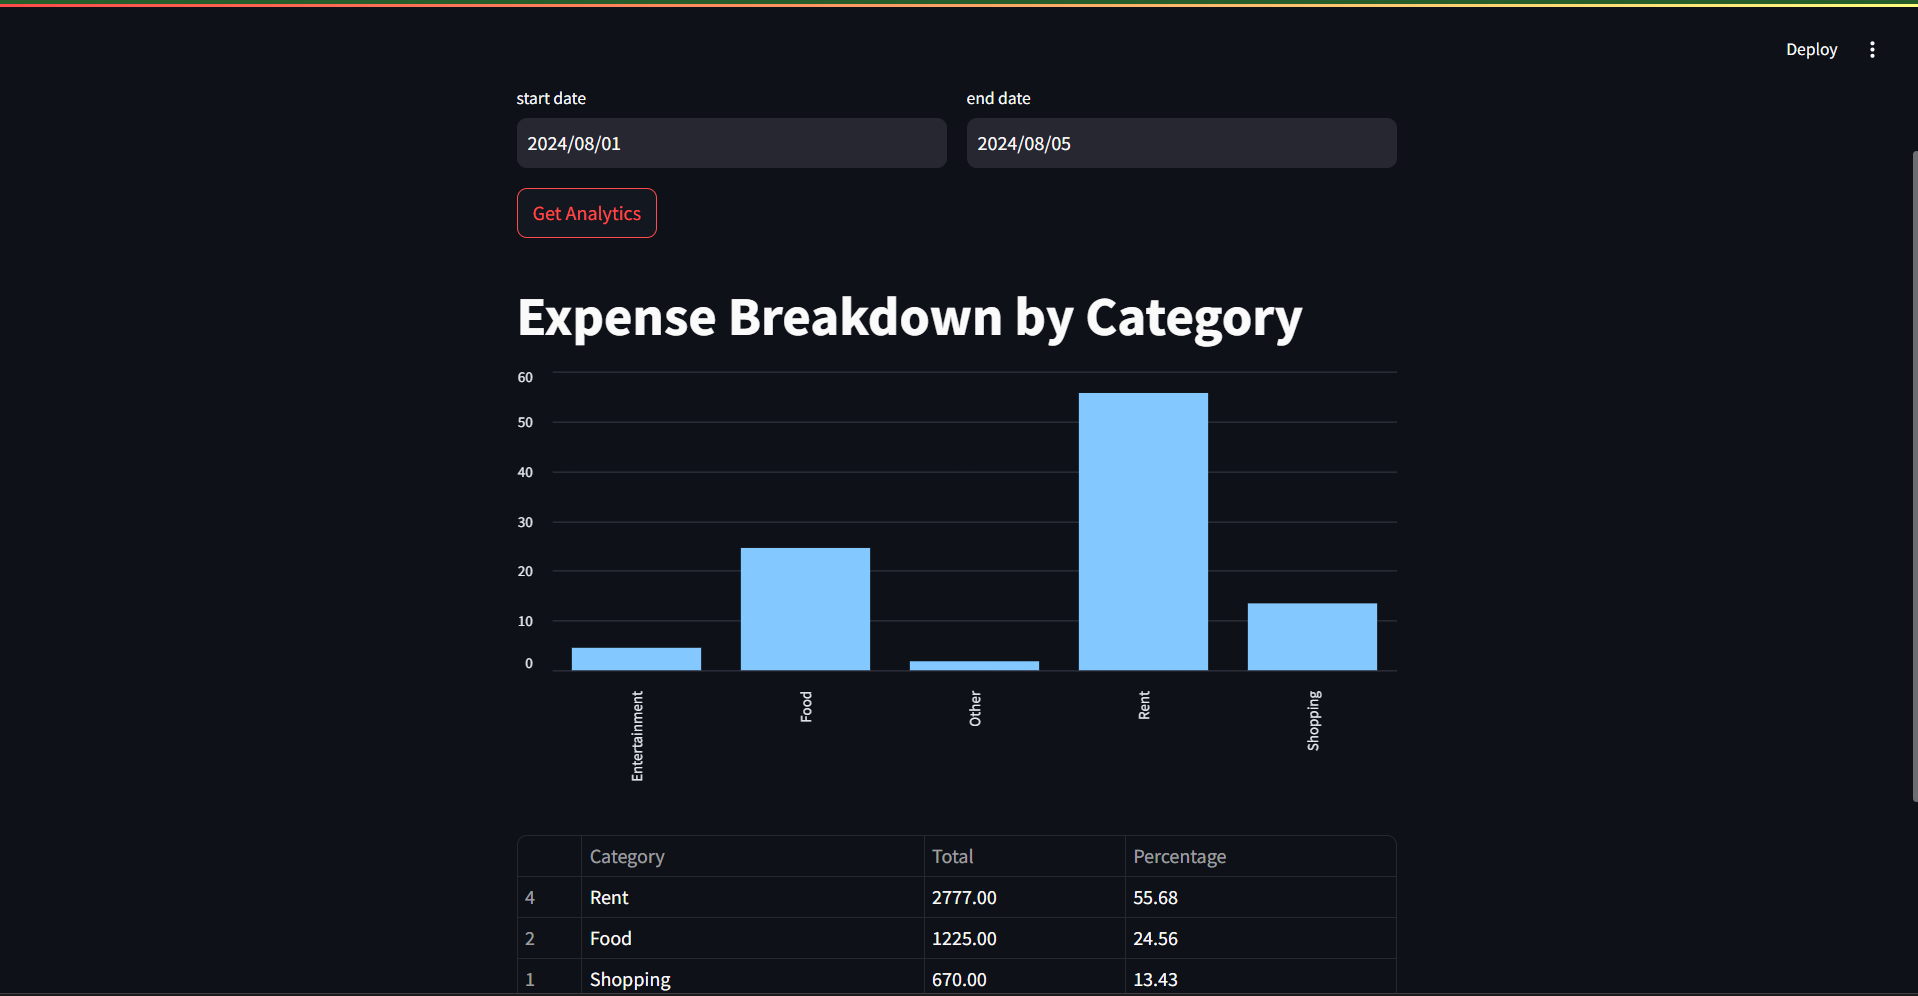 Deploy
start date
end date
2024/08/01
2024/08/05
Get Analytics
Expense Breakdown by Category
60
50
40
30
20
10
0
Entertainment
Food
Other
Rent
Shopping
Category Total Percentage
4 Rent 2777.00 55.68
2 Food 1225.00 24.56
1 Shopping 670.00 13.43